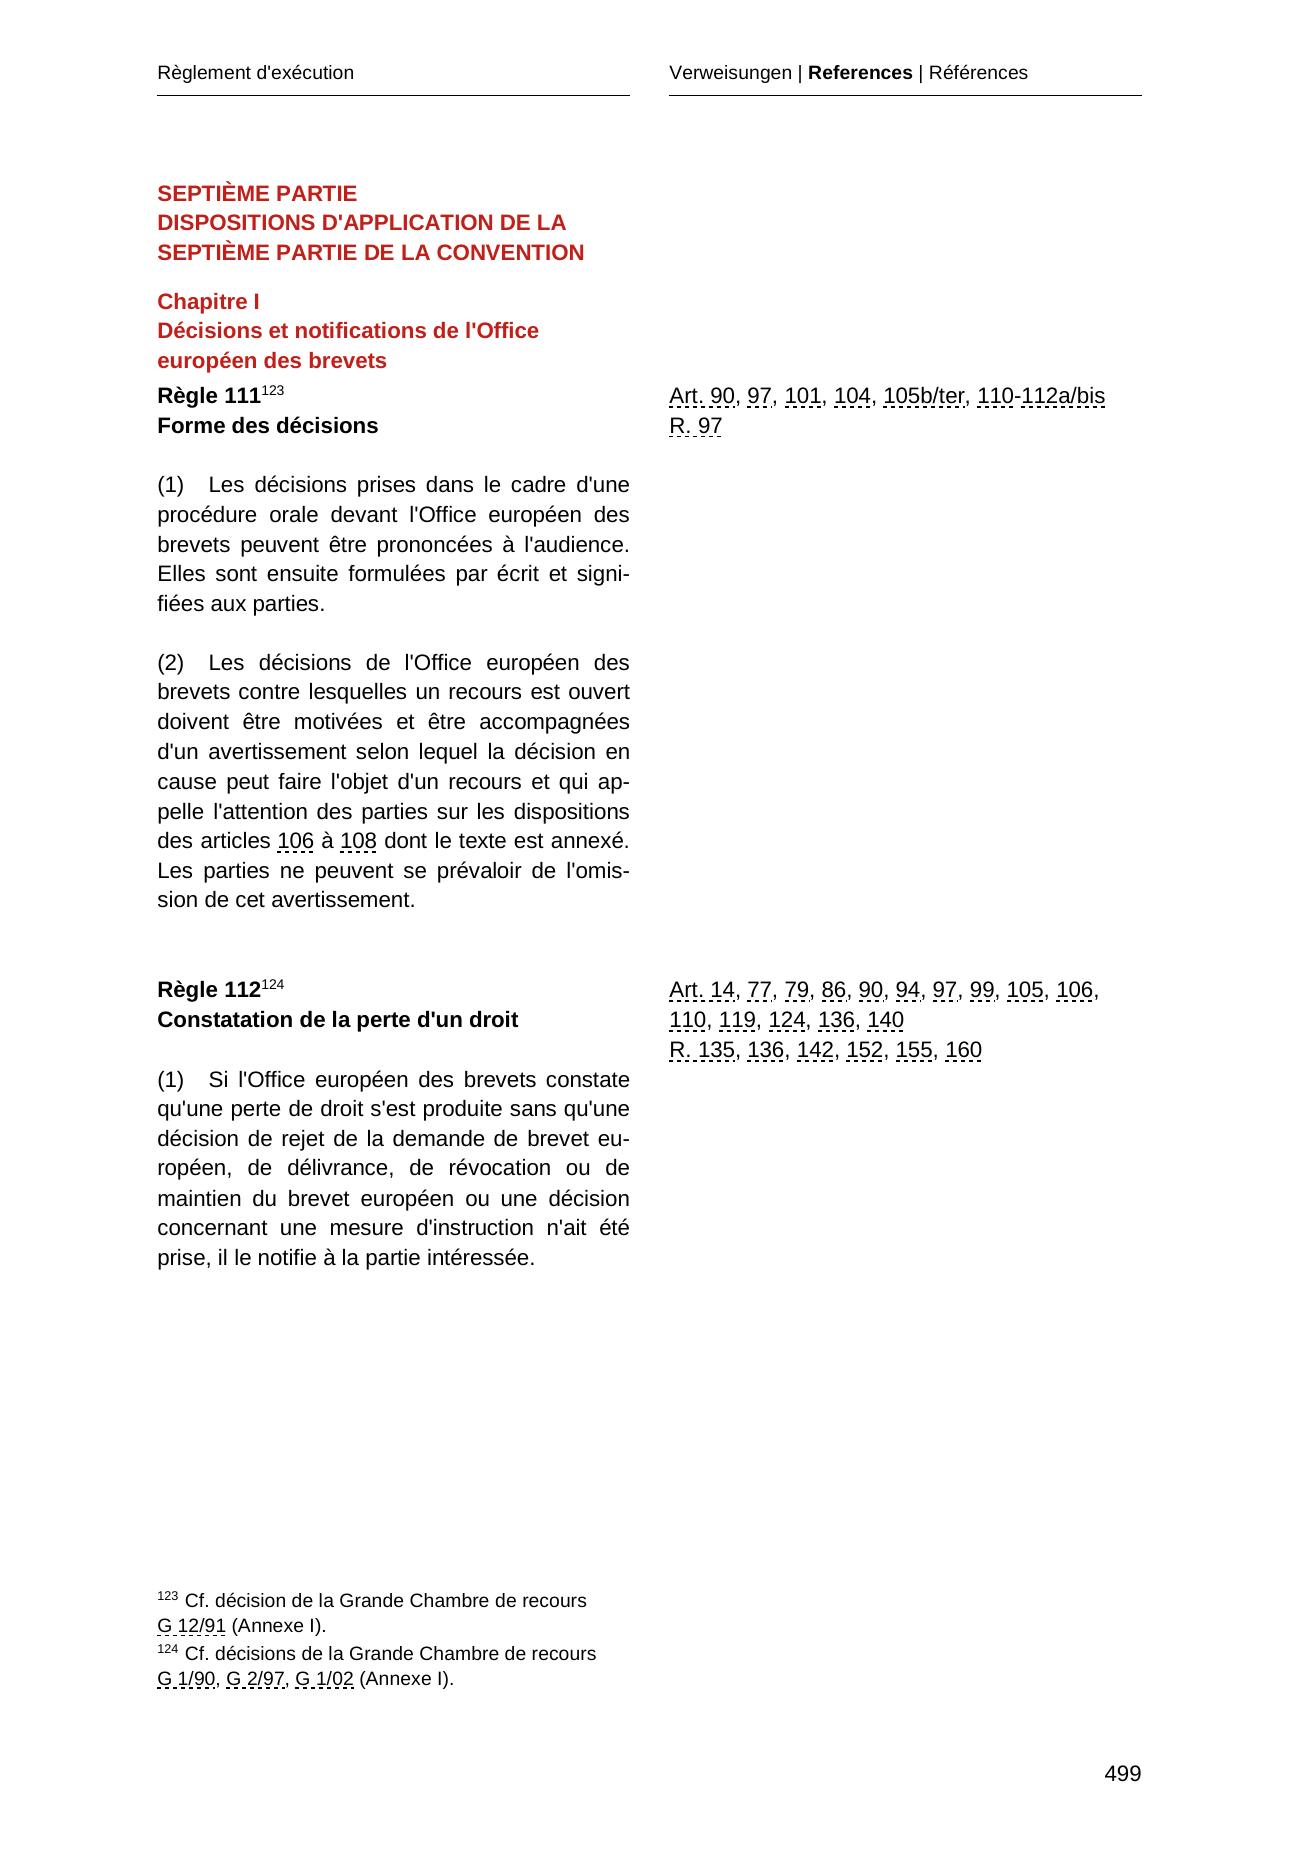 Règlement d'exécution
Verweisungen | References | Références
SEPTIÈME PARTIE
DISPOSITIONS D'APPLICATION DE LA
SEPTIÈME PARTIE DE LA CONVENTION
Chapitre I
Décisions et notifications de l'Office
européen des brevets
Règle 111¹²³
Forme des décisions
Art. 90, 97, 101, 104, 105b/ter, 110-112a/bis
R. 97
(1) Les décisions prises dans le cadre d'une
procédure orale devant l'Office européen des
brevets peuvent être prononcées à l'audience.
Elles sont ensuite formulées par écrit et signi-
fiées aux parties.
(2) Les décisions de l'Office européen des
brevets contre lesquelles un recours est ouvert
doivent être motivées et être accompagnées
d'un avertissement selon lequel la décision en
cause peut faire l'objet d'un recours et qui ap-
pelle l'attention des parties sur les dispositions
des articles 106 à 108 dont le texte est annexé.
Les parties ne peuvent se prévaloir de l'omis-
sion de cet avertissement.
Règle 112¹²⁴
Constatation de la perte d'un droit
Art. 14, 77, 79, 86, 90, 94, 97, 99, 105, 106,
110, 119, 124, 136, 140
R. 135, 136, 142, 152, 155, 160
(1) Si l'Office européen des brevets constate
qu'une perte de droit s'est produite sans qu'une
décision de rejet de la demande de brevet eu-
ropéen, de délivrance, de révocation ou de
maintien du brevet européen ou une décision
concernant une mesure d'instruction n'ait été
prise, il le notifie à la partie intéressée.
¹²³ Cf. décision de la Grande Chambre de recours
G 12/91 (Annexe I).
¹²⁴ Cf. décisions de la Grande Chambre de recours
G 1/90, G 2/97, G 1/02 (Annexe I).
499